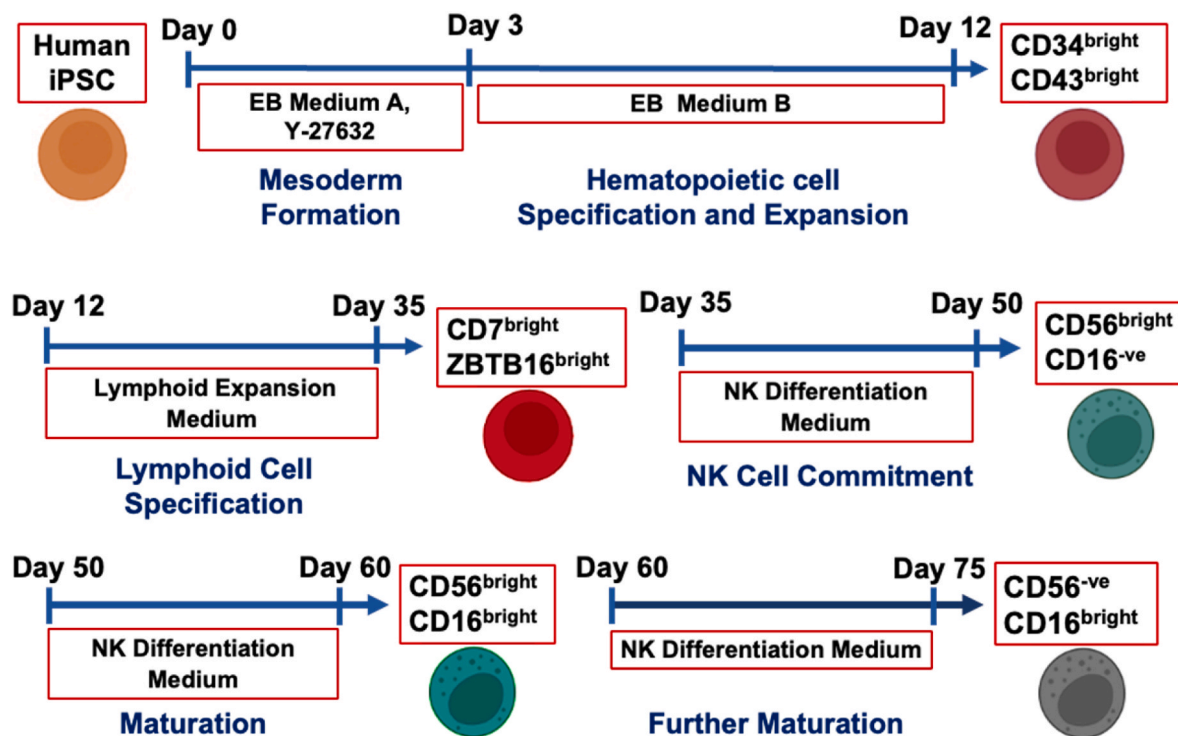 Human
iPSC
Day 0
Day 3
Day 12
EB Medium A,
Y-27632
EB Medium B
CD34bright
CD43bright
Mesoderm
Formation
Hematopoietic cell
Specification and Expansion
Day 12
Day 35
Lymphoid Expansion
Medium
CD7bright
ZBTB16bright
Lymphoid Cell
Specification
Day 35
Day 50
NK Differentiation
Medium
CD56bright
CD16-ve
NK Cell Commitment
Day 50
Day 60
NK Differentiation
Medium
CD56bright
CD16bright
Maturation
Day 60
Day 75
NK Differentiation Medium
CD56-ve
CD16bright
Further Maturation